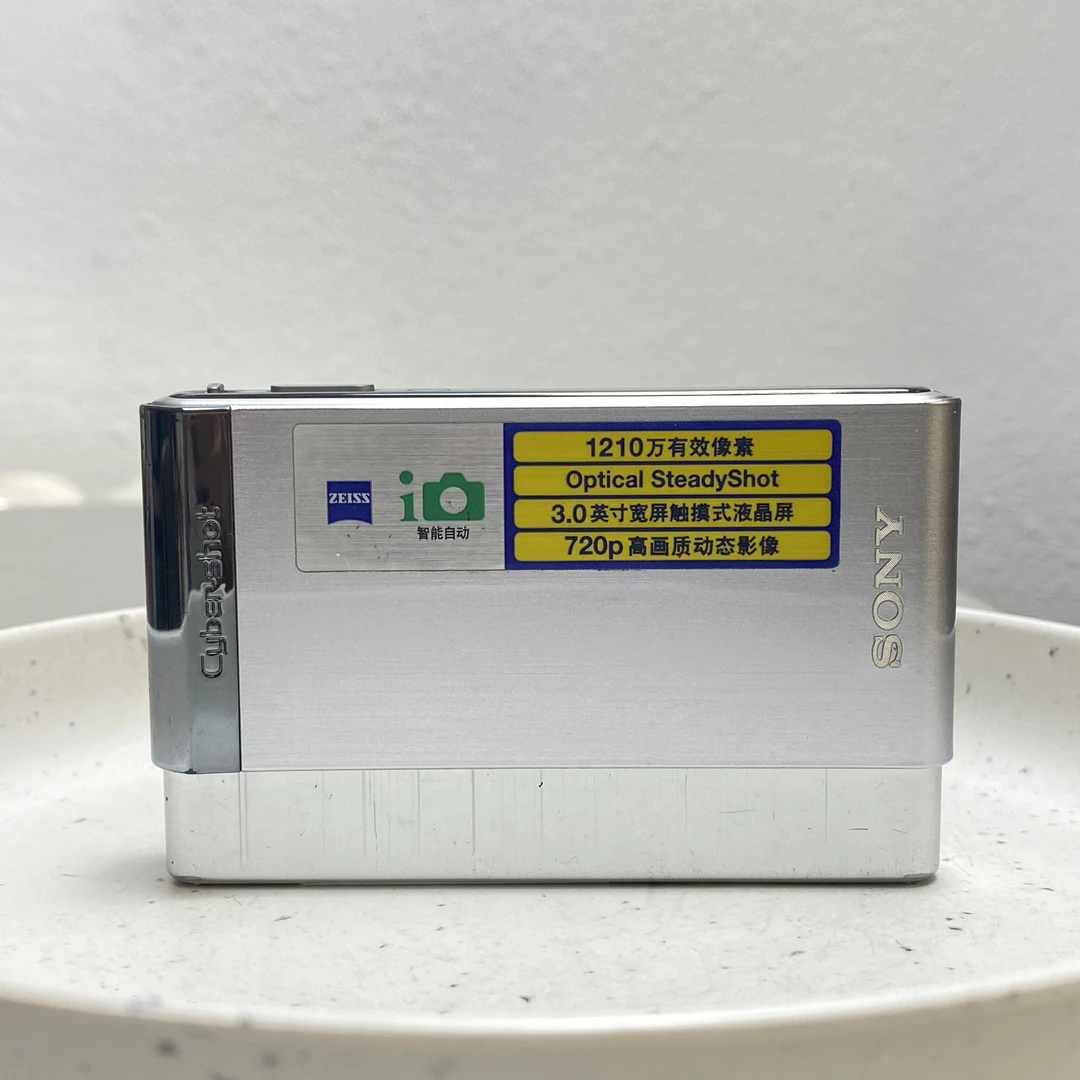 Cyber-shot
ZEISS
i
智能自动
1210万有效像素
Optical SteadyShot
3.0英寸宽屏触摸式液晶屏
720p高画质动态影像
SONY